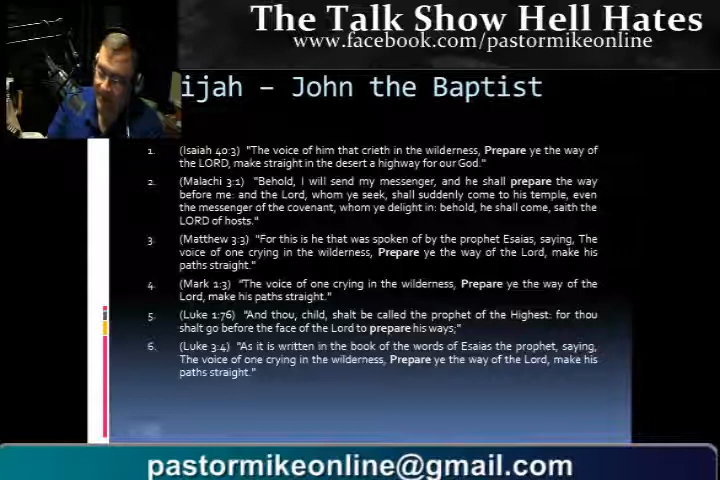 The Talk Show Hell Hates
www.facebook.com/pastormikeonline
ijah – John the Baptist
1. (Isaiah 40:3) "The voice of him that crieth in the wilderness, Prepare ye the way of
the LORD, make straight in the desert a highway for our God."
2. (Malachi 3:1) "Behold, I will send my messenger, and he shall prepare the way
before me: and the Lord, whom ye seek, shall suddenly come to his temple, even
the messenger of the covenant, whom ye delight in: behold, he shall come, saith the
LORD of hosts."
3. (Matthew 3:3) "For this is he that was spoken of by the prophet Esaias, saying, The
voice of one crying in the wilderness, Prepare ye the way of the Lord, make his
paths straight."
4. (Mark 1:3) "The voice of one crying in the wilderness, Prepare ye the way of the
Lord, make his paths straight."
5. (Luke 1:76) "And thou, child, shalt be called the prophet of the Highest: for thou
shalt go before the face of the Lord to prepare his ways;"
6. (Luke 3:4) "As it is written in the book of the words of Esaias the prophet, saying,
The voice of one crying in the wilderness, Prepare ye the way of the Lord, make his
paths straight."
pastormikeonline@gmail.com